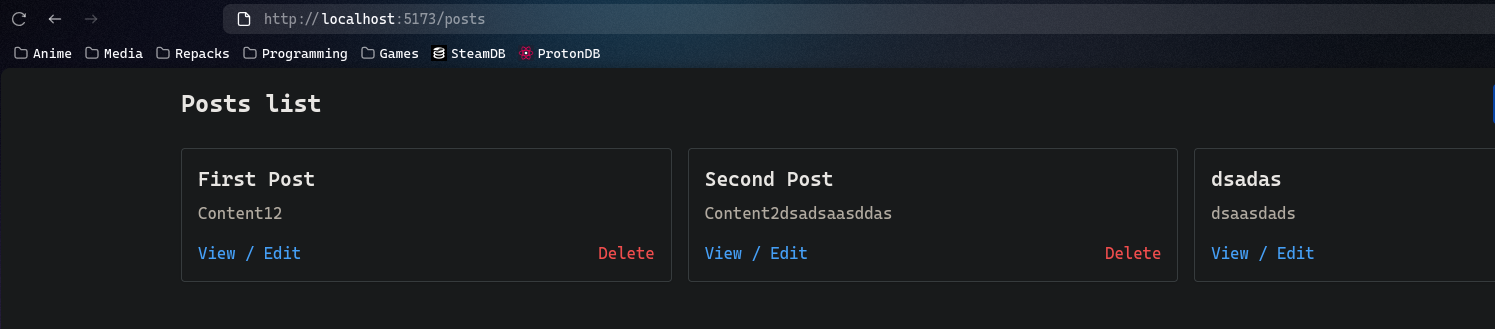 http://localhost:5173/posts
Anime Media Repacks Programming Games SteamDB ProtonDB
Posts list
First Post
Content12
View / Edit Delete
Second Post
Content2dsadsaasddas
View / Edit Delete
dsadas
dsaasdads
View / Edit